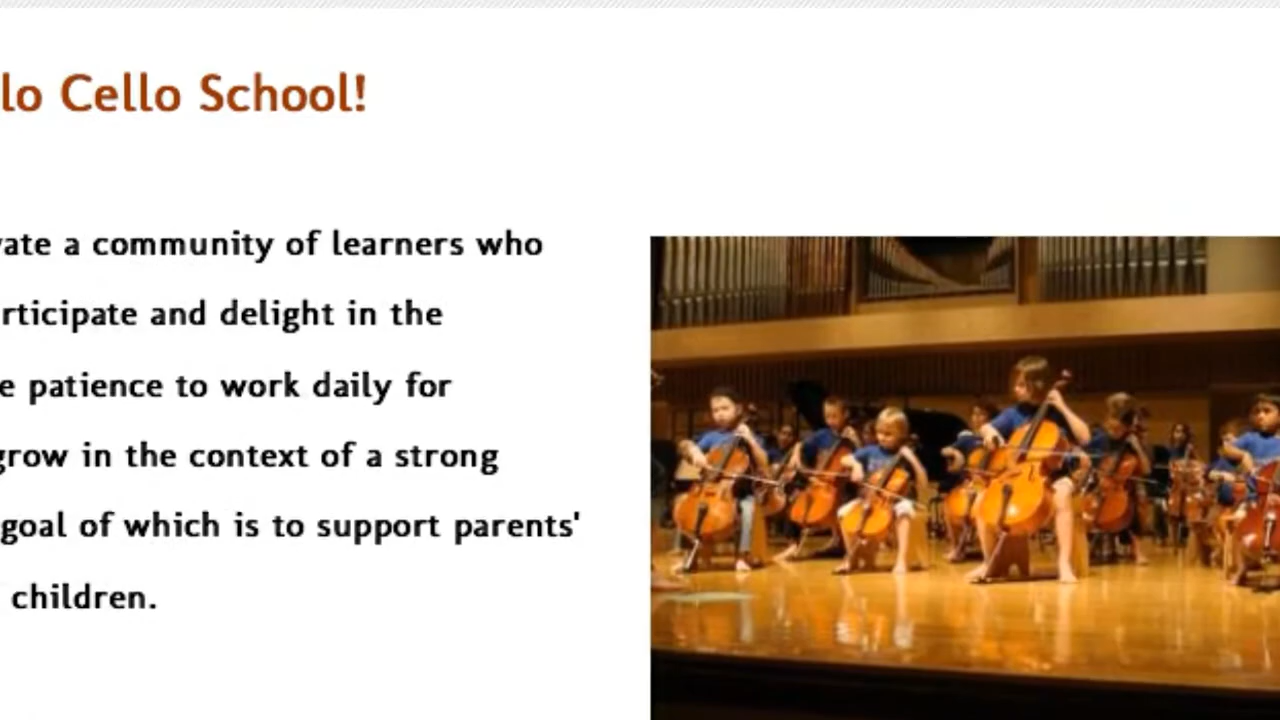 lo Cello School!
vate a community of learners who
rticipate and delight in the
e patience to work daily for
grow in the context of a strong
goal of which is to support parents'
children.